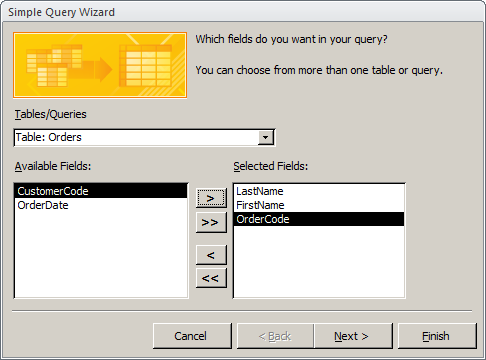 Simple Query Wizard
Which fields do you want in your query?
You can choose from more than one table or query.
Tables/Queries
Table: Orders
Available Fields:
Selected Fields:
CustomerCode
OrderDate
>
>>
<
<<
LastName
FirstName
OrderCode
Cancel
< Back
Next >
Finish